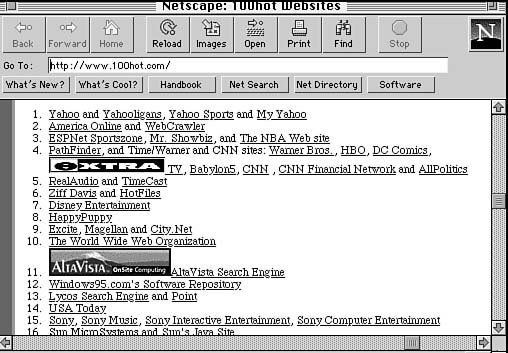 Netscape: 100hot Websites
Back Forward Home Reload Images Open Print Find Stop N
Go To: http://www.100hot.com/
What's New? What's Cool? Handbook Net Search Net Directory Software
1. Yahoo and Yahooligans, Yahoo Sports and My Yahoo
2. America Online and WebCrawler
3. ESPNet Sportszone, Mr. Showbiz, and The NBA Web site
4. PathFinder, and Time/Warner and CNN sites: Warner Bros., HBO, DC Comics,
EXTRA TV, Babylon5, CNN , CNN Financial Network and AllPolitics
5. RealAudio and TimeCast
6. Ziff Davis and HotFiles
7. Disney Entertainment
8. HappyPuppy
9. Excite, Magellan and City.Net
10. The World Wide Web Organization
ALTAVISTA OnSite Computing
11. AltaVista Search Engine
12. Windows95.com's Software Repository
13. Lycos Search Engine and Point
14. USA Today
15. Sony, Sony Music, Sony Interactive Entertainment, Sony Computer Entertainment
16. Sun MicroSystems and Sun's Java Site